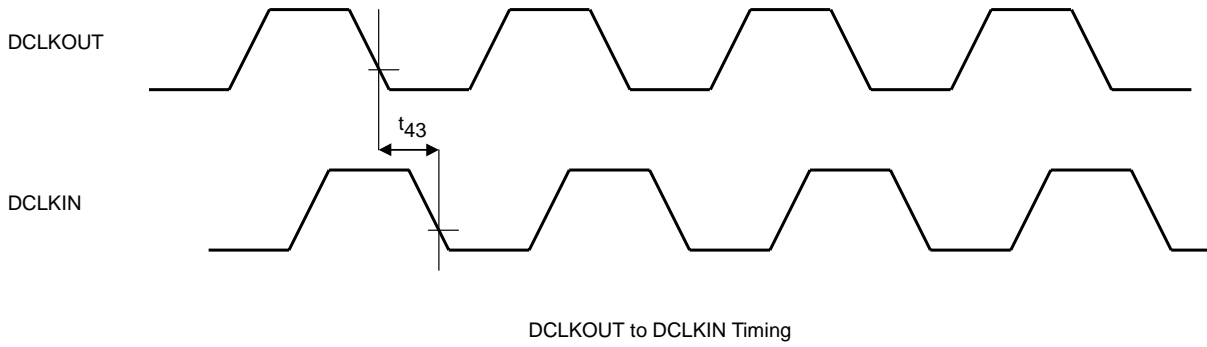 DCLKOUT
t43
DCLKIN
DCLKOUT to DCLKIN Timing